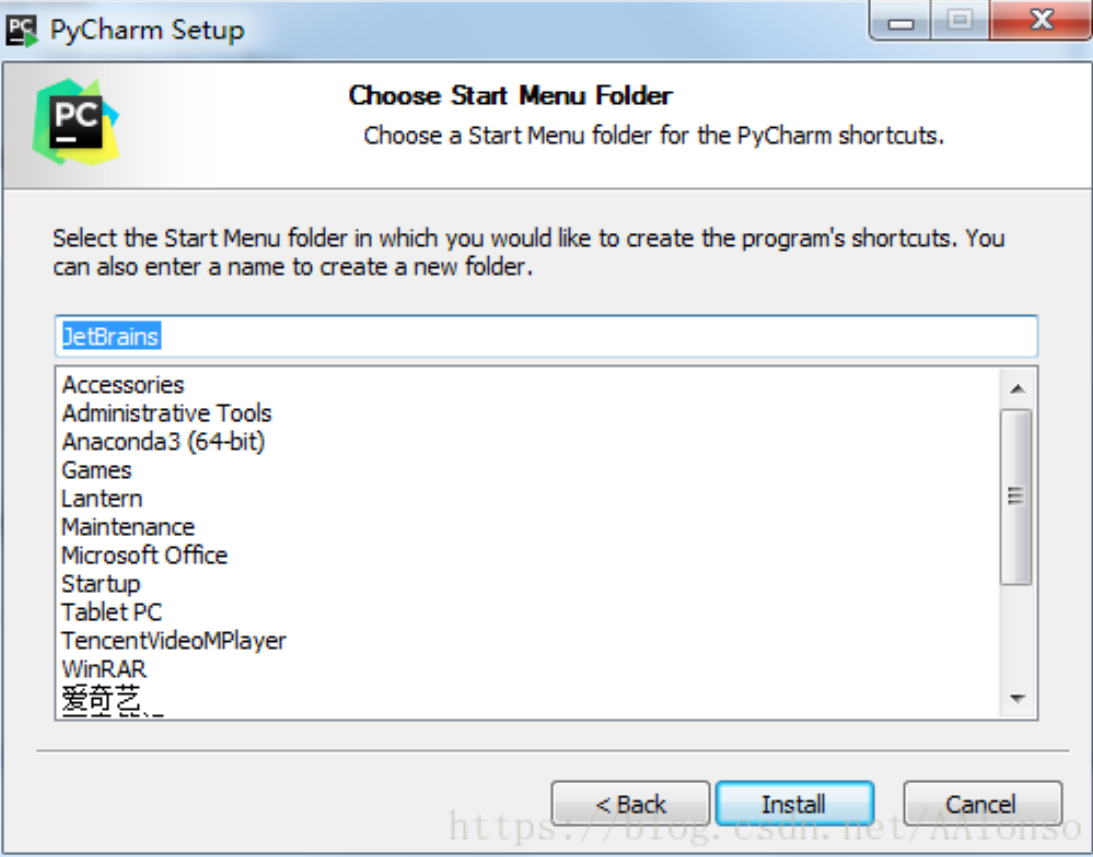 PyCharm Setup
PC
Choose Start Menu Folder
Choose a Start Menu folder for the PyCharm shortcuts.
Select the Start Menu folder in which you would like to create the program's shortcuts. You
can also enter a name to create a new folder.
JetBrains
Accessories
Administrative Tools
Anaconda3 (64-bit)
Games
Lantern
Maintenance
Microsoft Office
Startup
Tablet PC
TencentVideoMPlayer
WinRAR
爱奇艺
< Back
Install
Cancel
https://blog.csdn.net/AAlonso